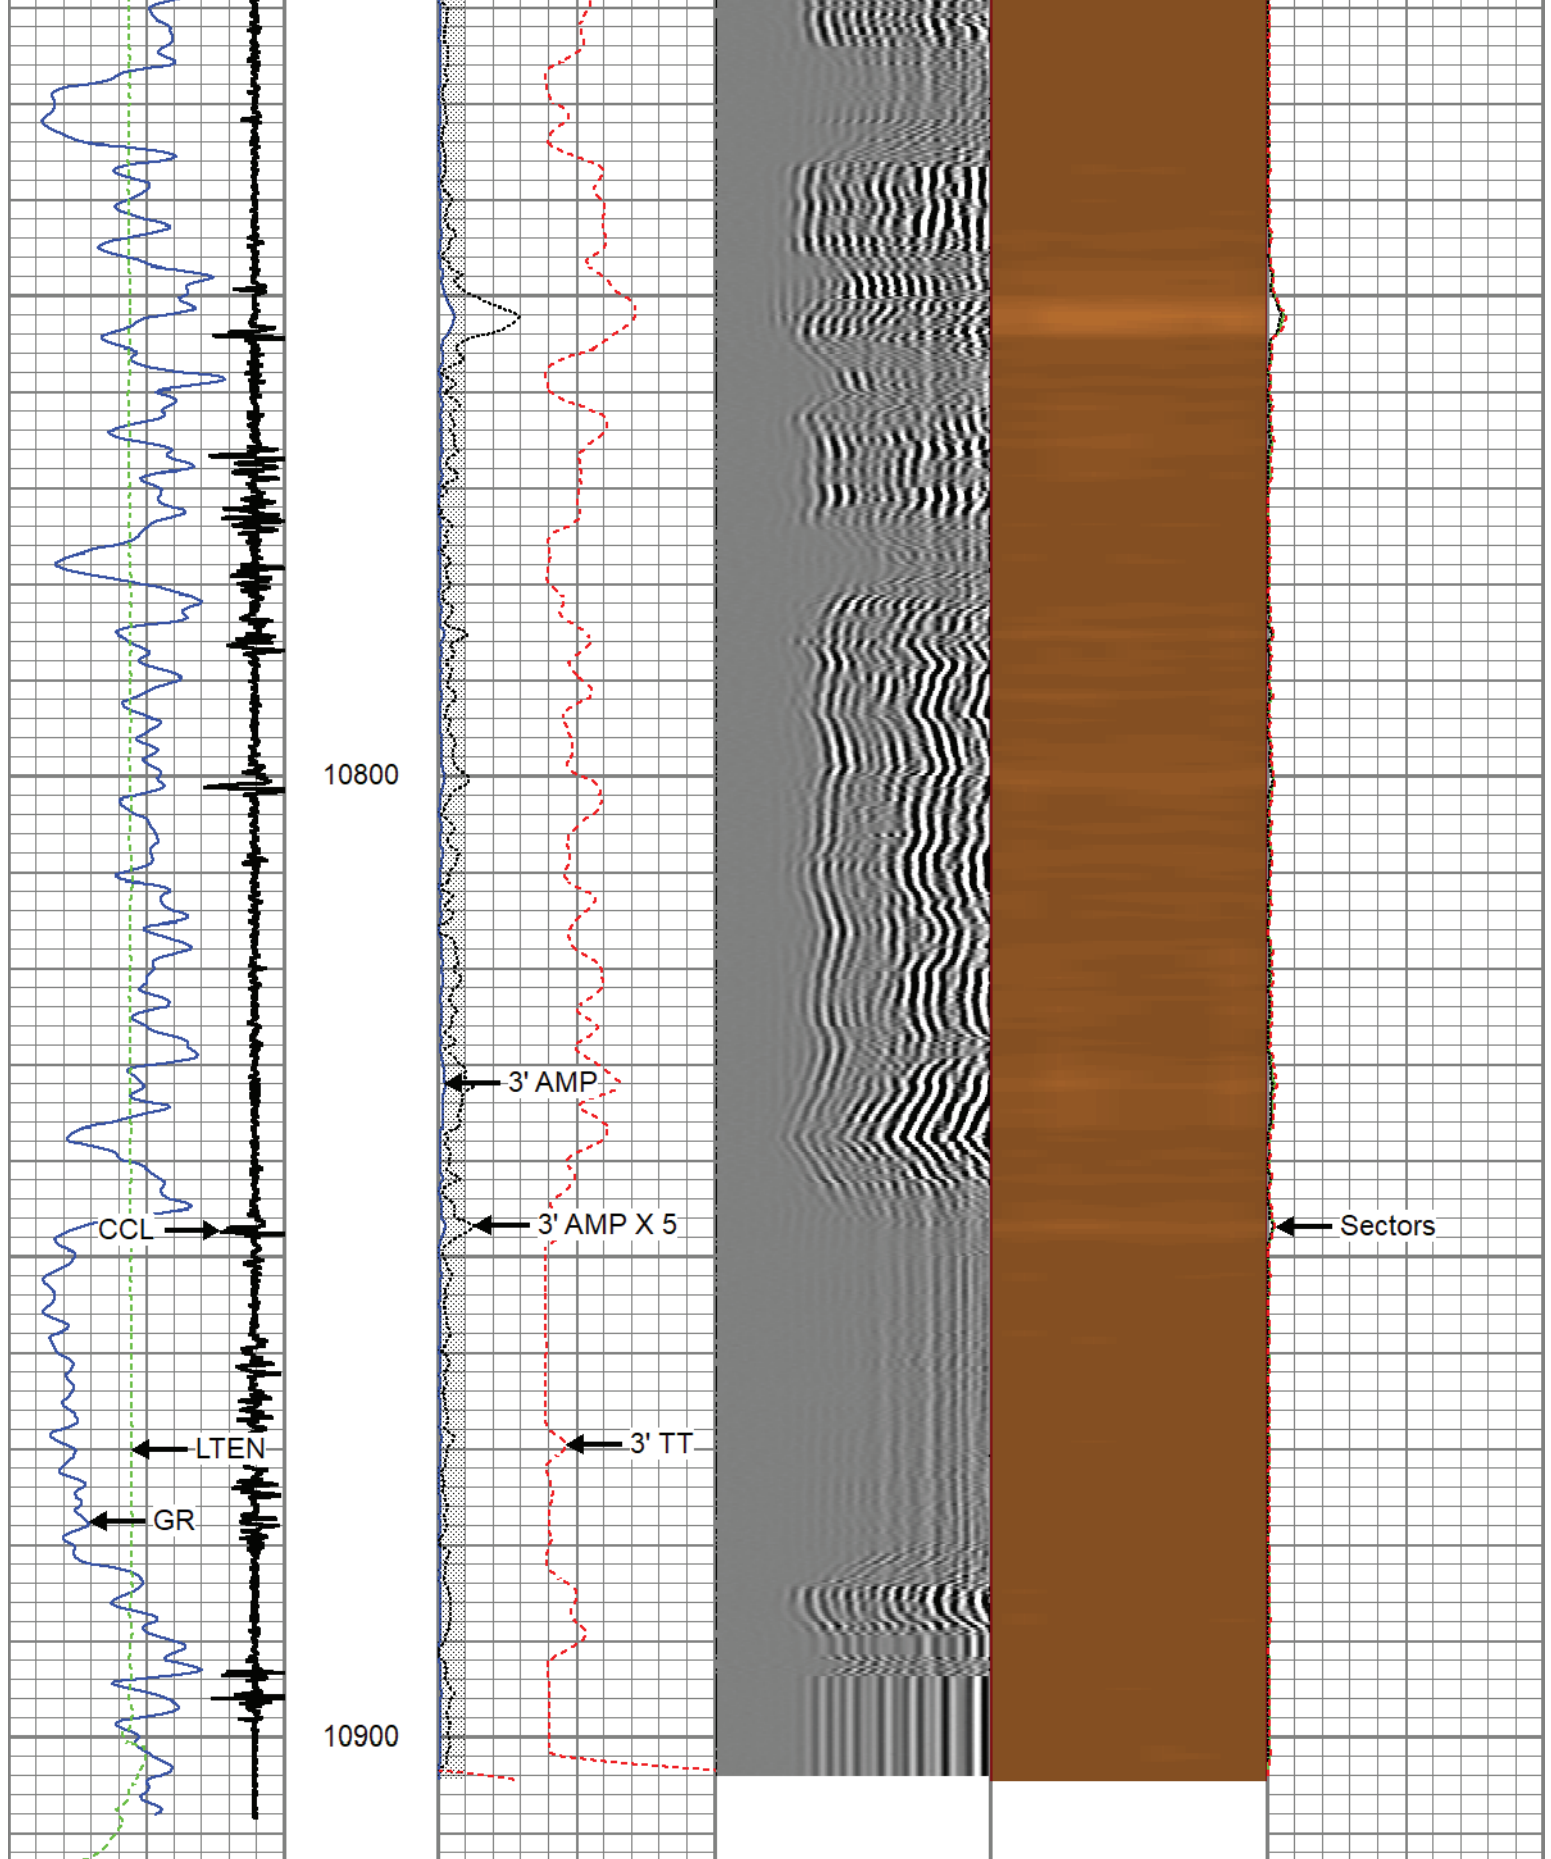 10800
3' AMP
3' AMP X 5
CCL
Sectors
3' TT
LTEN
GR
10900